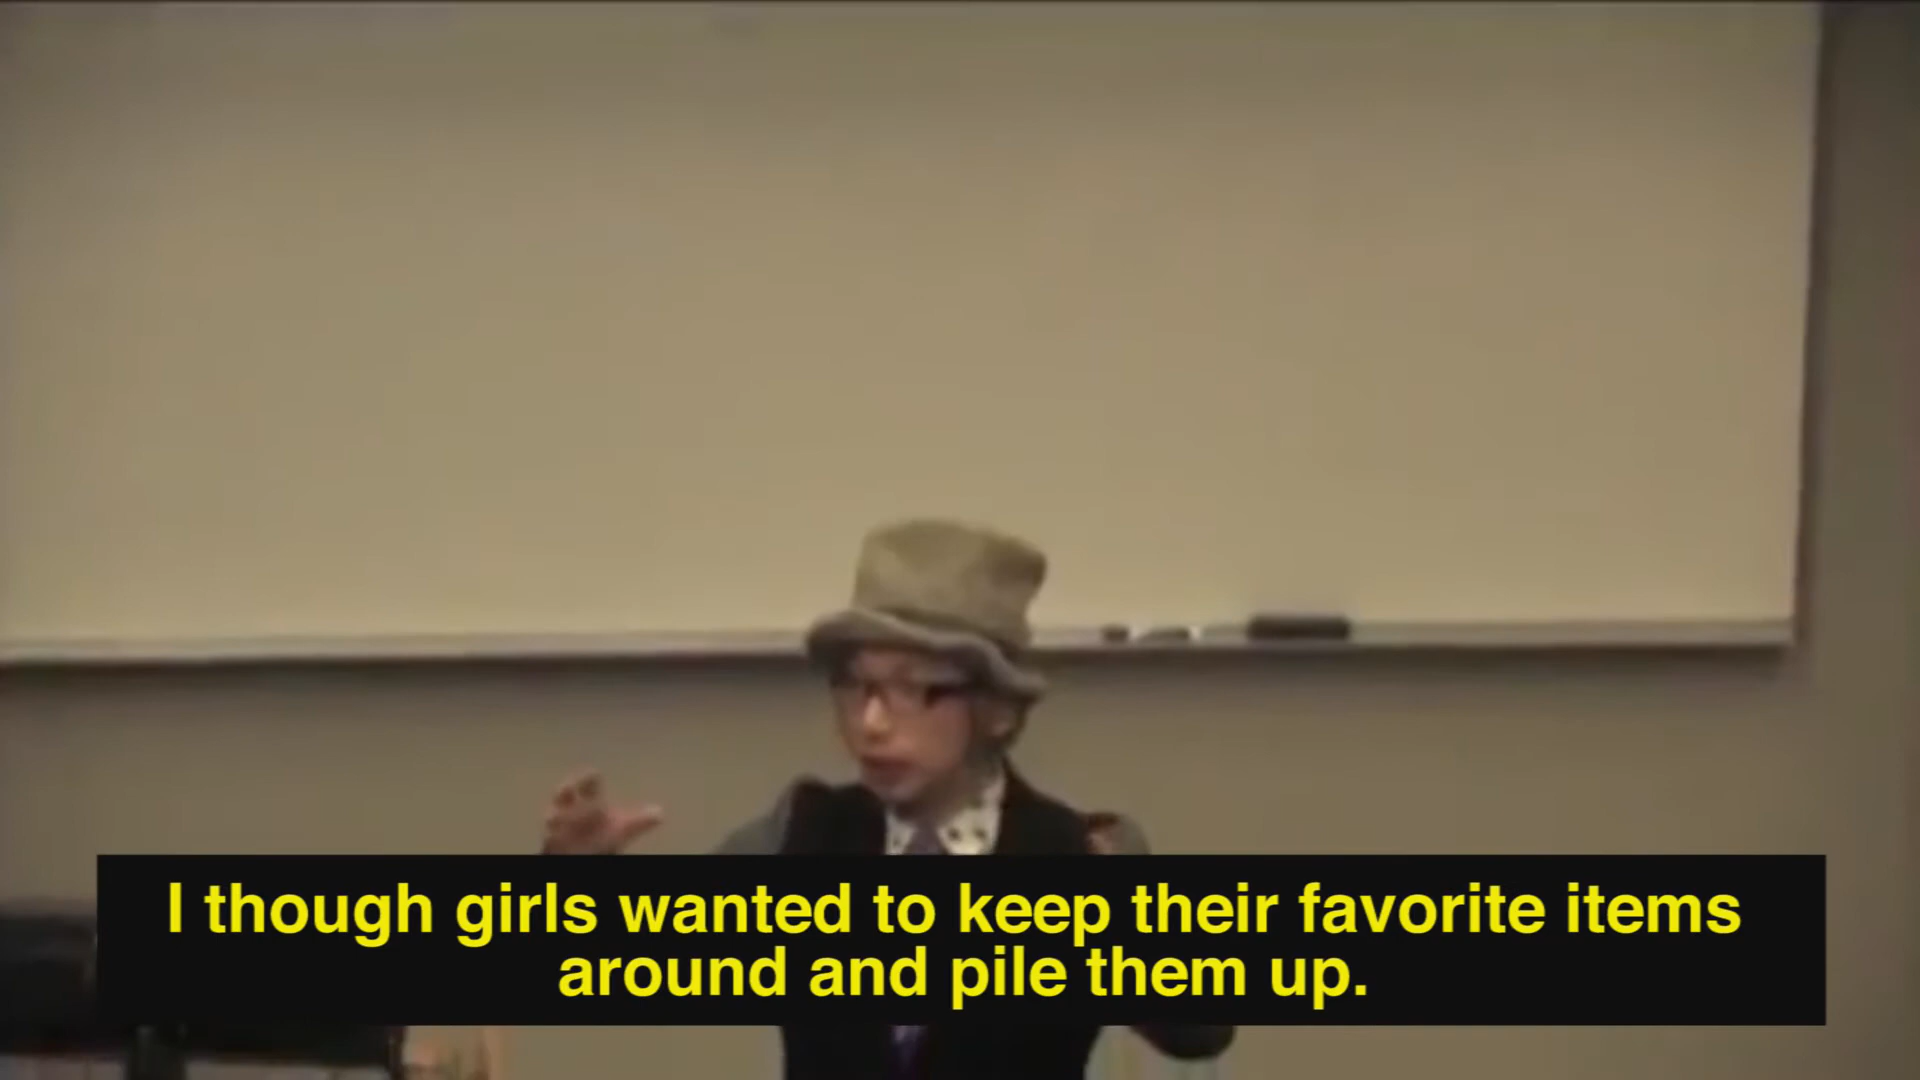 I though girls wanted to keep their favorite items
around and pile them up.